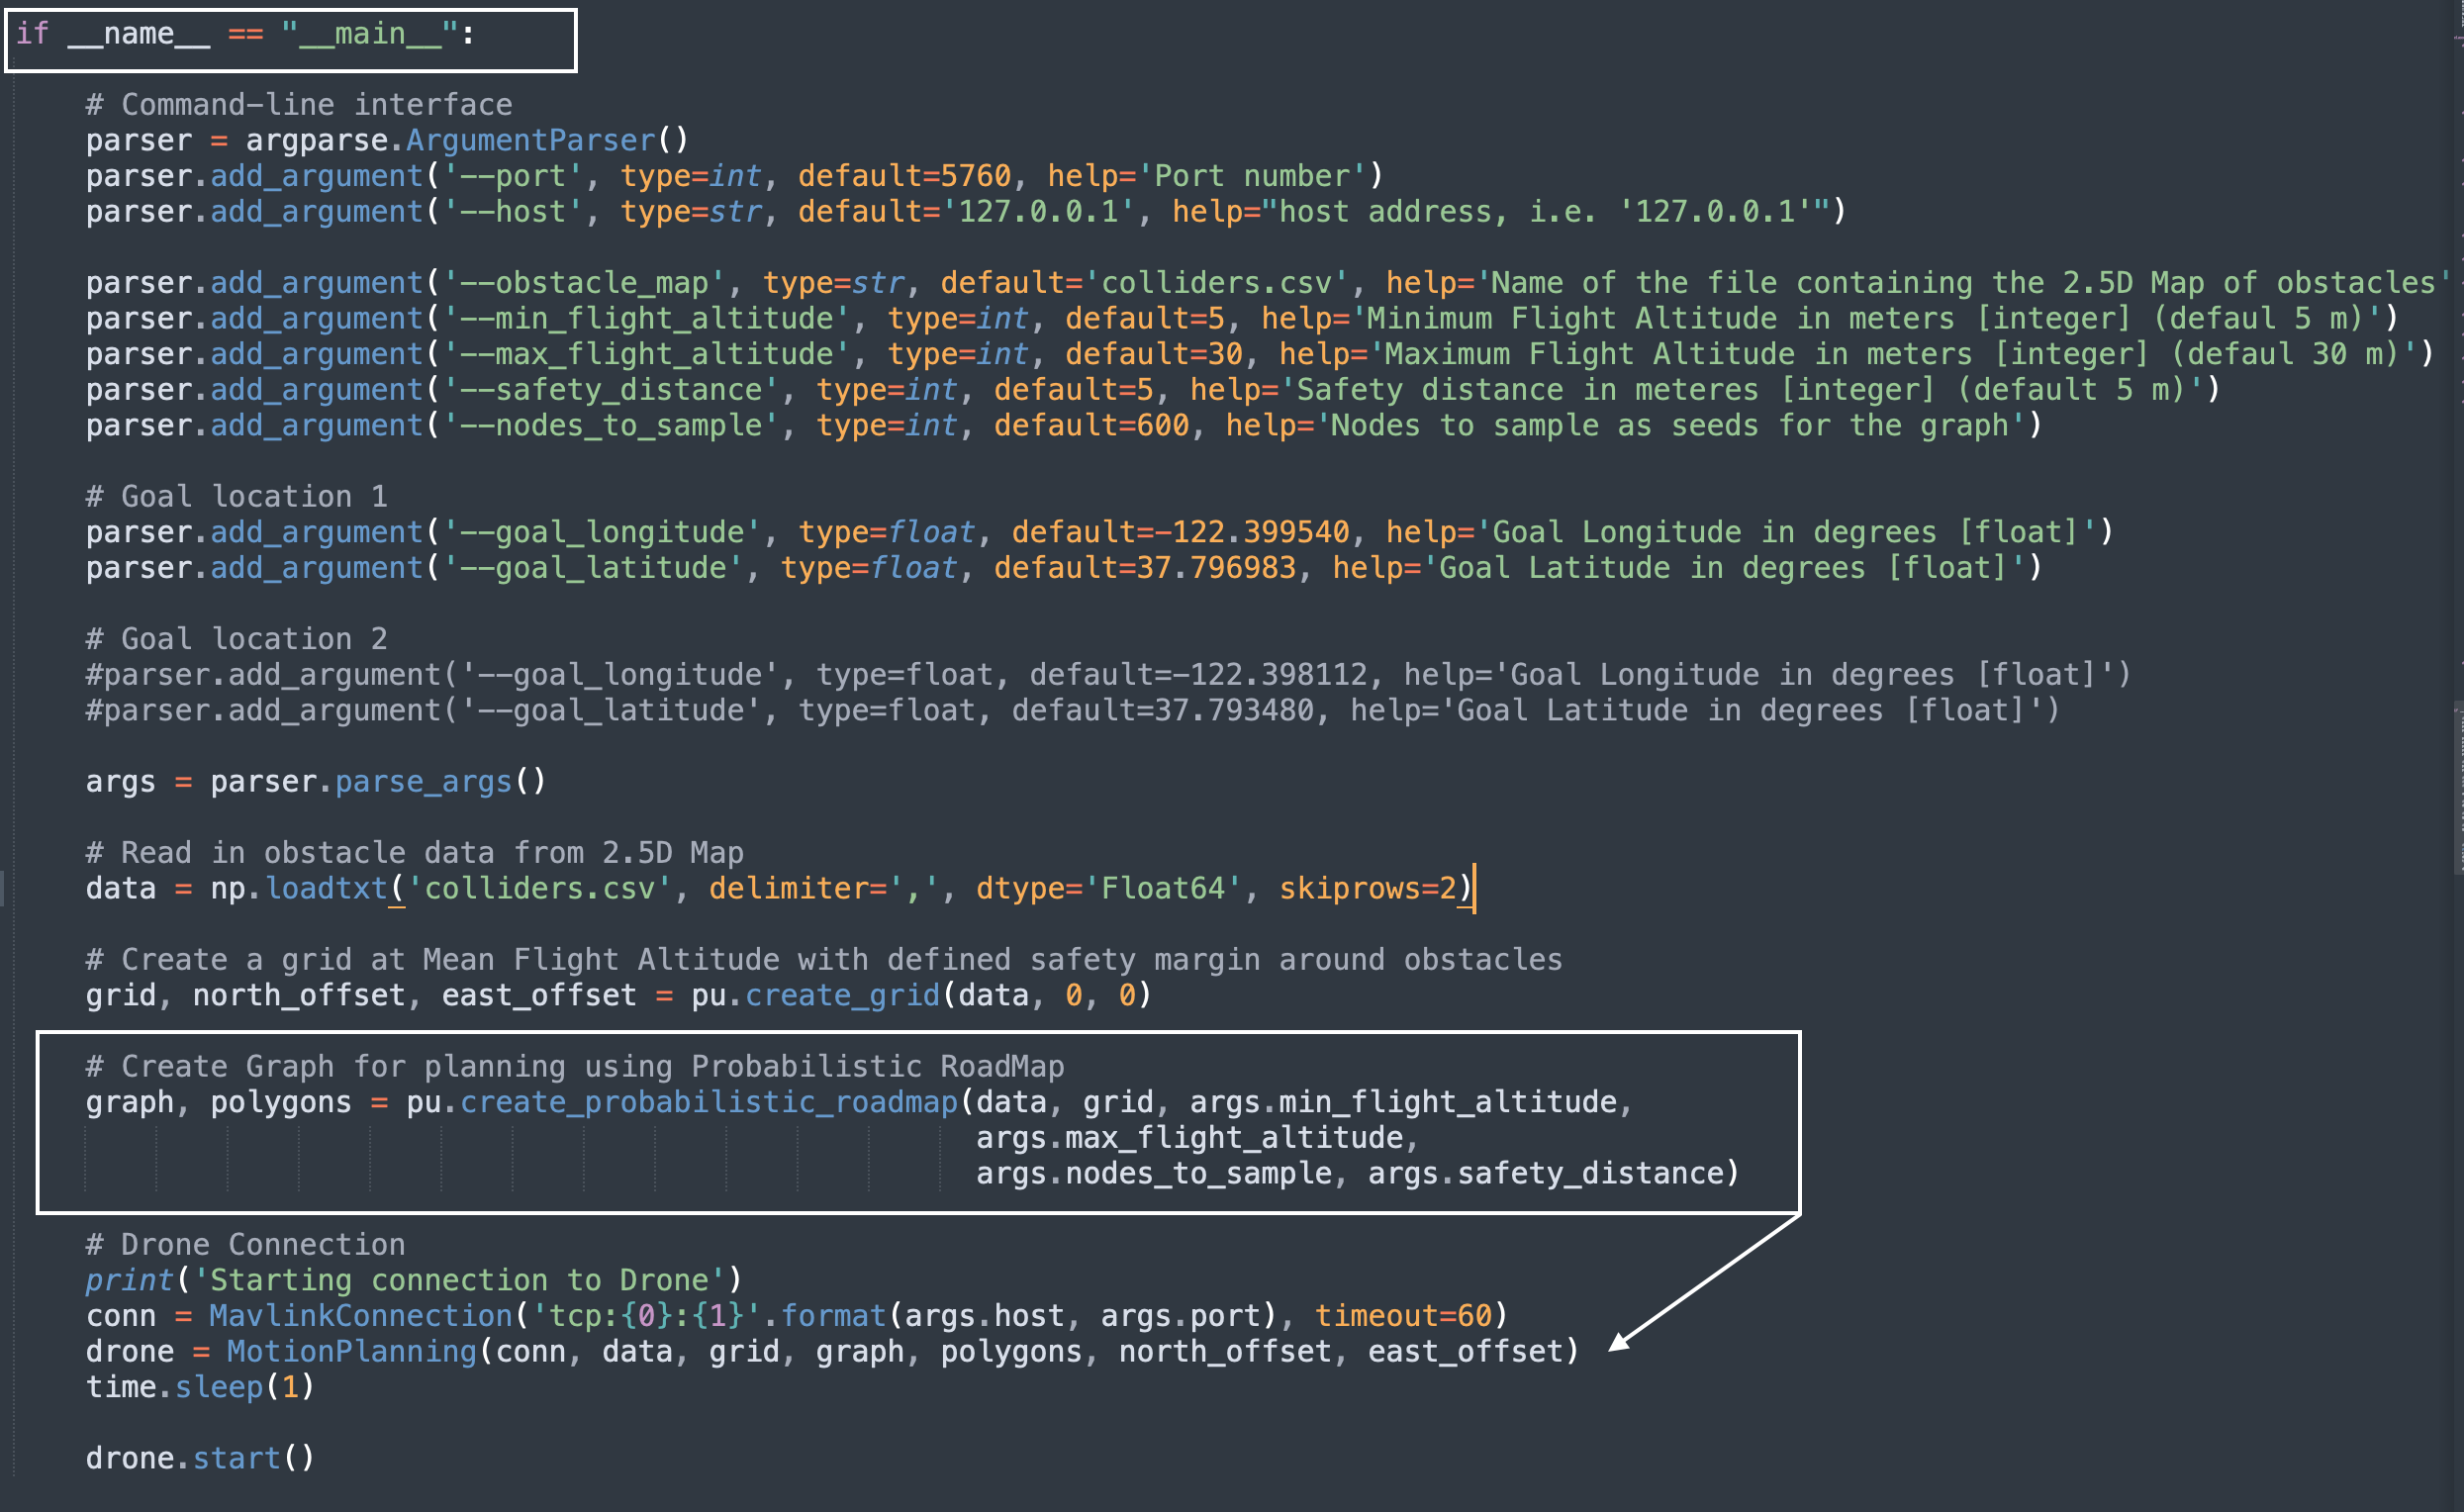 if __name__ == "__main__":
# Command-line interface
parser = argparse.ArgumentParser()
parser.add_argument('--port', type=int, default=5760, help='Port number')
parser.add_argument('--host', type=str, default='127.0.0.1', help="host address, i.e. '127.0.0.1'")
parser.add_argument('--obstacle_map', type=str, default='colliders.csv', help='Name of the file containing the 2.5D Map of obstacles'
parser.add_argument('--min_flight_altitude', type=int, default=5, help='Minimum Flight Altitude in meters [integer] (defaul 5 m)')
parser.add_argument('--max_flight_altitude', type=int, default=30, help='Maximum Flight Altitude in meters [integer] (defaul 30 m)')
parser.add_argument('--safety_distance', type=int, default=5, help='Safety distance in meteres [integer] (default 5 m)')
parser.add_argument('--nodes_to_sample', type=int, default=600, help='Nodes to sample as seeds for the graph')
# Goal location 1
parser.add_argument('--goal_longitude', type=float, default=-122.399540, help='Goal Longitude in degrees [float]')
parser.add_argument('--goal_latitude', type=float, default=37.796983, help='Goal Latitude in degrees [float]')
# Goal location 2
#parser.add_argument('--goal_longitude', type=float, default=-122.398112, help='Goal Longitude in degrees [float]')
#parser.add_argument('--goal_latitude', type=float, default=37.793480, help='Goal Latitude in degrees [float]')
args = parser.parse_args()
# Read in obstacle data from 2.5D Map
data = np.loadtxt('colliders.csv', delimiter=',', dtype='Float64', skiprows=2)
# Create a grid at Mean Flight Altitude with defined safety margin around obstacles
grid, north_offset, east_offset = pu.create_grid(data, 0, 0)
# Create Graph for planning using Probabilistic RoadMap
graph, polygons = pu.create_probabilistic_roadmap(data, grid, args.min_flight_altitude,
args.max_flight_altitude,
args.nodes_to_sample, args.safety_distance)
# Drone Connection
print('Starting connection to Drone')
conn = MavlinkConnection('tcp:{0}:{1}'.format(args.host, args.port), timeout=60)
drone = MotionPlanning(conn, data, grid, graph, polygons, north_offset, east_offset)
time.sleep(1)
drone.start()